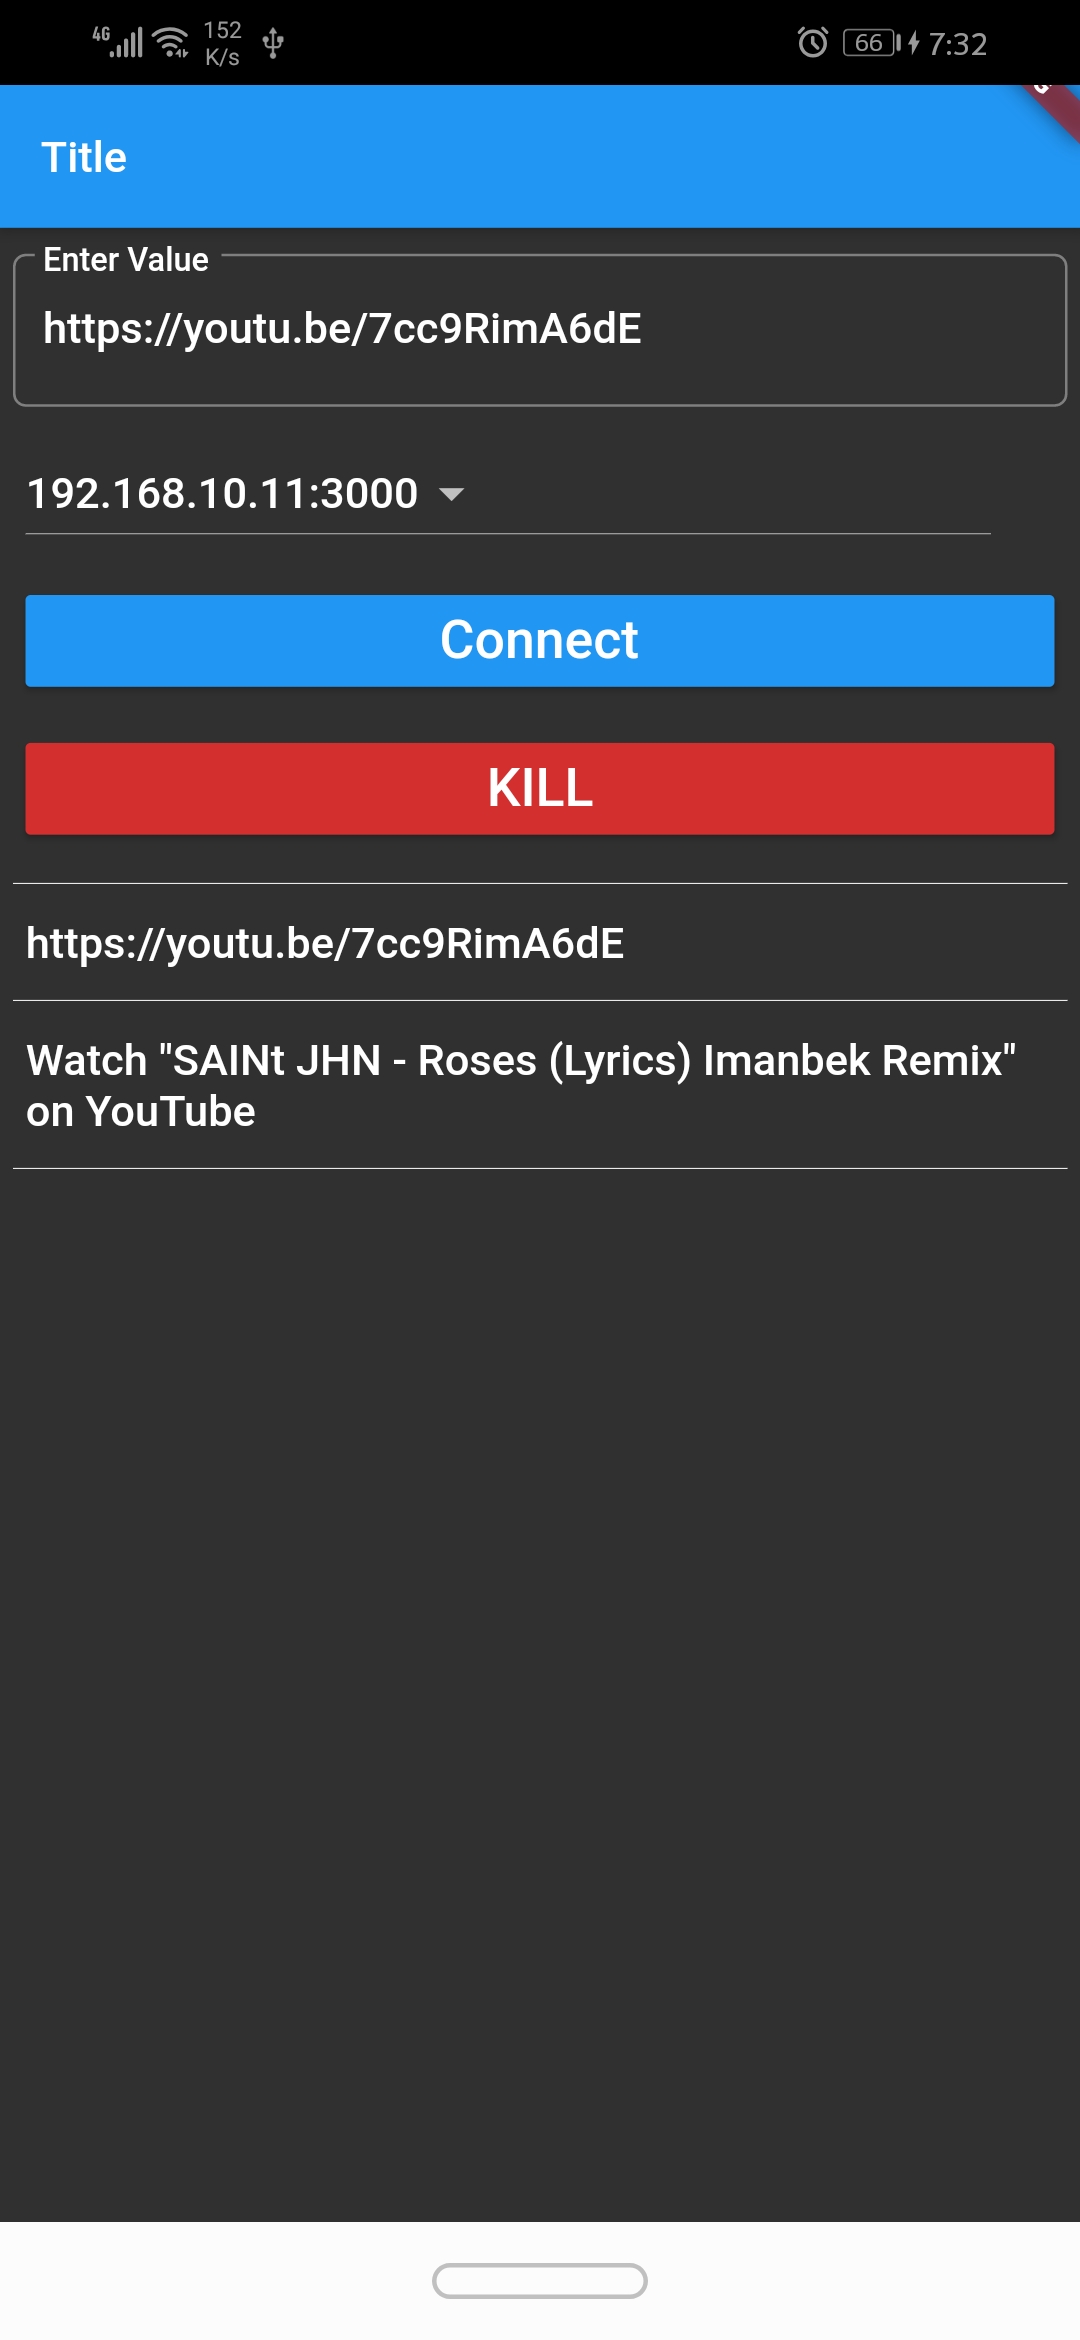 4G 152 K/s 66 7:32
Title
Enter Value
https://youtu.be/7cc9RimA6dE
192.168.10.11:3000
Connect
KILL
https://youtu.be/7cc9RimA6dE
Watch "SAINt JHN - Roses (Lyrics) Imanbek Remix"
on YouTube